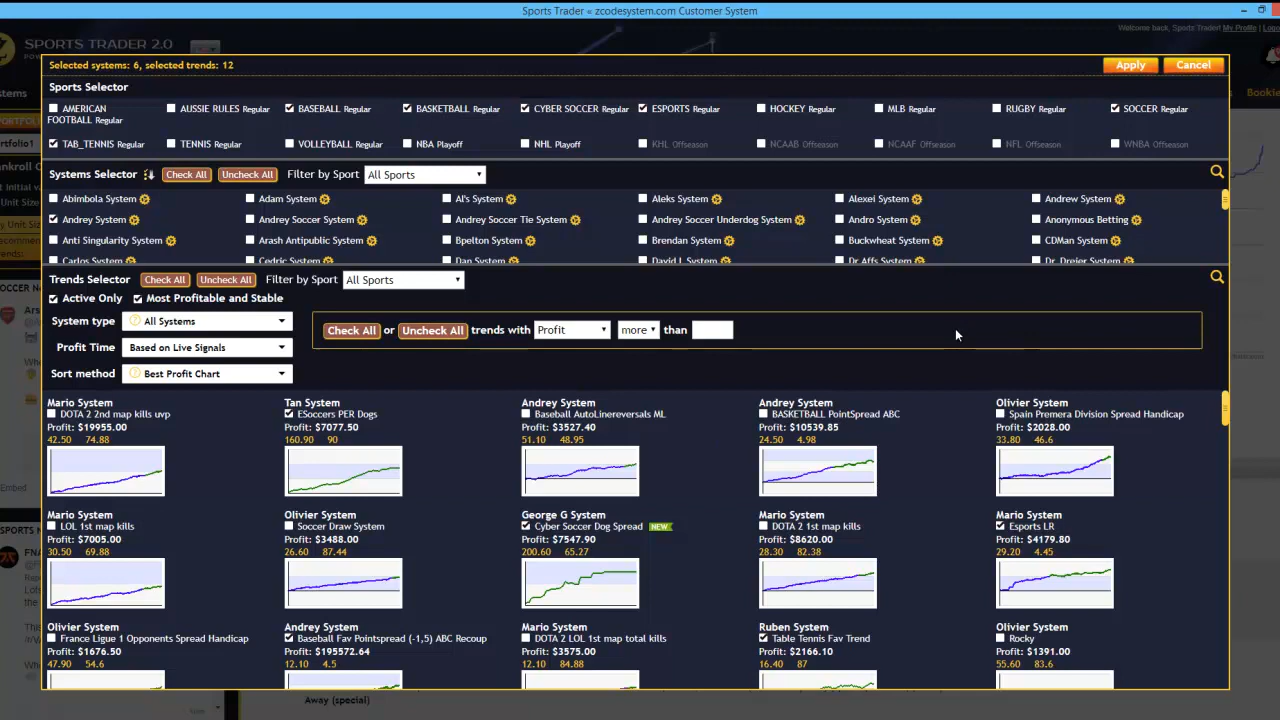 Sports Trader « zcodesystem.com Customer System
Welcome back, Sports Trader! My Profile |
SPORTS TRADER 2.0
Selected systems: 6, selected trends: 12
Apply Cancel
Sports Selector
AMERICAN FOOTBALL Regular AUSSIE RULES Regular BASEBALL Regular BASKETBALL Regular CYBER SOCCER Regular ESPORTS Regular HOCKEY Regular MLB Regular RUGBY Regular SOCCER Regular
TAB_TENNIS Regular TENNIS Regular VOLLEYBALL Regular NBA Playoff NHL Playoff KHL Offseason NCAAB Offseason NCAAF Offseason NFL Offseason WNBA Offseason
Systems Selector Check All Uncheck All Filter by Sport All Sports
Abimbola System Adam System Al's System Aleks System Alexei System Andrew System
Andrey System Andrey Soccer System Andrey Soccer Tie System Andrey Soccer Underdog System Andro System Anonymous Betting
Anti Singularity System Arash Antipublic System Bpelton System Brendan System Buckwheat System CDMan System
Carlos System Cedric System Dan System David L System Dr Affs System Dr. Dreier System
Trends Selector Check All Uncheck All Filter by Sport All Sports
Active Only Most Profitable and Stable
System type All Systems
Check All or Uncheck All trends with Profit more than
Profit Time Based on Live Signals
Sort method Best Profit Chart
Mario System Tan System Andrey System Andrey System Olivier System
DOTA 2 2nd map kills uvp ESoccers PER Dogs Baseball AutoLinereversals ML BASKETBALL PointSpread ABC Spain Premera Division Spread Handicap
Profit: $19955.00 Profit: $7077.50 Profit: $3527.40 Profit: $10539.85 Profit: $2028.00
42.50 74.88 160.90 90 51.10 48.95 24.50 4.98 33.80 46.6
Mario System Olivier System George G System Mario System Mario System
LOL 1st map kills Soccer Draw System Cyber Soccer Dog Spread NEW DOTA 2 1st map kills Esports LR
Profit: $7005.00 Profit: $3488.00 Profit: $7547.90 Profit: $8620.00 Profit: $4179.80
30.50 69.88 26.60 87.44 200.60 65.27 28.30 82.38 29.20 4.45
Olivier System Andrey System Mario System Ruben System Olivier System
France Ligue 1 Opponents Spread Handicap Baseball Fav Pointspread (-1,5) ABC Recoup DOTA 2 LOL 1st map total kills Table Tennis Fav Trend Rocky
Profit: $1676.50 Profit: $195572.64 Profit: $3575.00 Profit: $2166.10 Profit: $1391.00
47.90 54.6 12.10 4.5 12.10 84.88 16.40 87 55.60 83.6
Away (special)